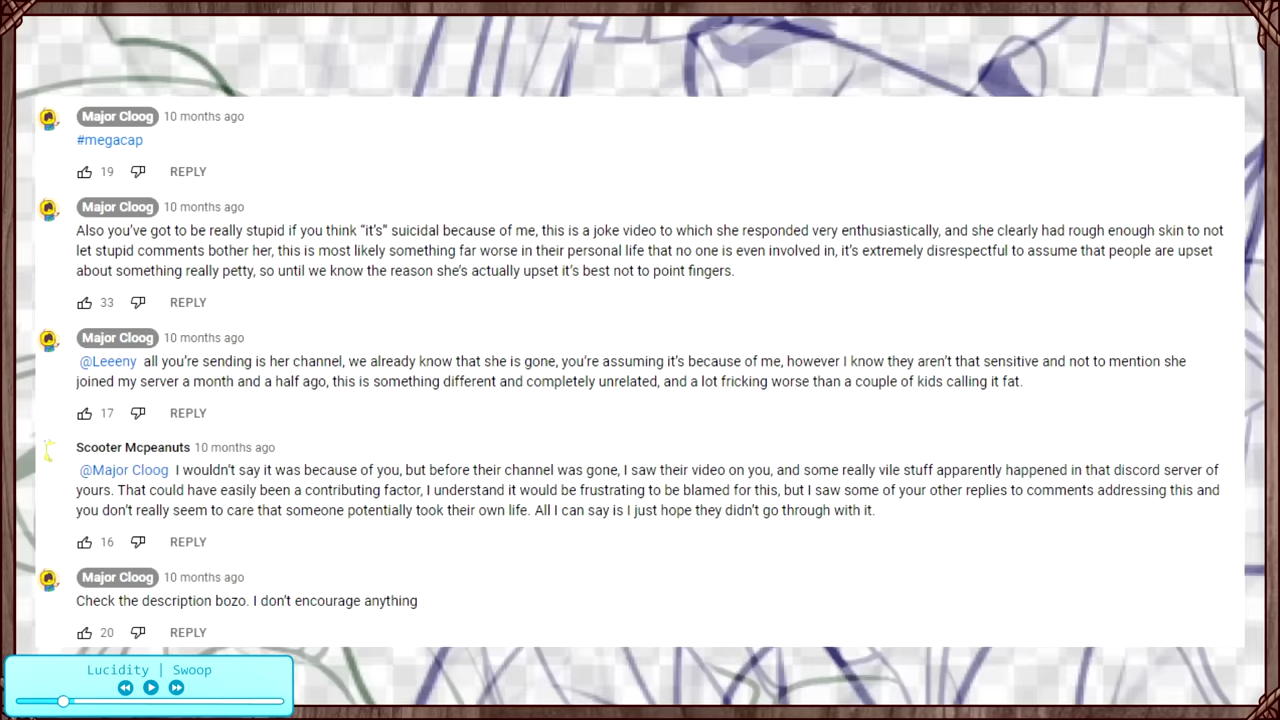 Major Cloog 10 months ago
#megacap
19 REPLY
Major Cloog 10 months ago
Also you've got to be really stupid if you think “it's” suicidal because of me, this is a joke video to which she responded very enthusiastically, and she clearly had rough enough skin to not
let stupid comments bother her, this is most likely something far worse in their personal life that no one is even involved in, it's extremely disrespectful to assume that people are upset
about something really petty, so until we know the reason she's actually upset it's best not to point fingers.
33 REPLY
Major Cloog 10 months ago
@Leeeny all you're sending is her channel, we already know that she is gone, you're assuming it's because of me, however I know they aren't that sensitive and not to mention she
joined my server a month and a half ago, this is something different and completely unrelated, and a lot fricking worse than a couple of kids calling it fat.
17 REPLY
Scooter Mcpeanuts 10 months ago
@Major Cloog I wouldn't say it was because of you, but before their channel was gone, I saw their video on you, and some really vile stuff apparently happened in that discord server of
yours. That could have easily been a contributing factor, I understand it would be frustrating to be blamed for this, but I saw some of your other replies to comments addressing this and
you don't really seem to care that someone potentially took their own life. All I can say is I just hope they didn't go through with it.
16 REPLY
Major Cloog 10 months ago
Check the description bozo. I don't encourage anything
20 REPLY
Lucidity | Swoop